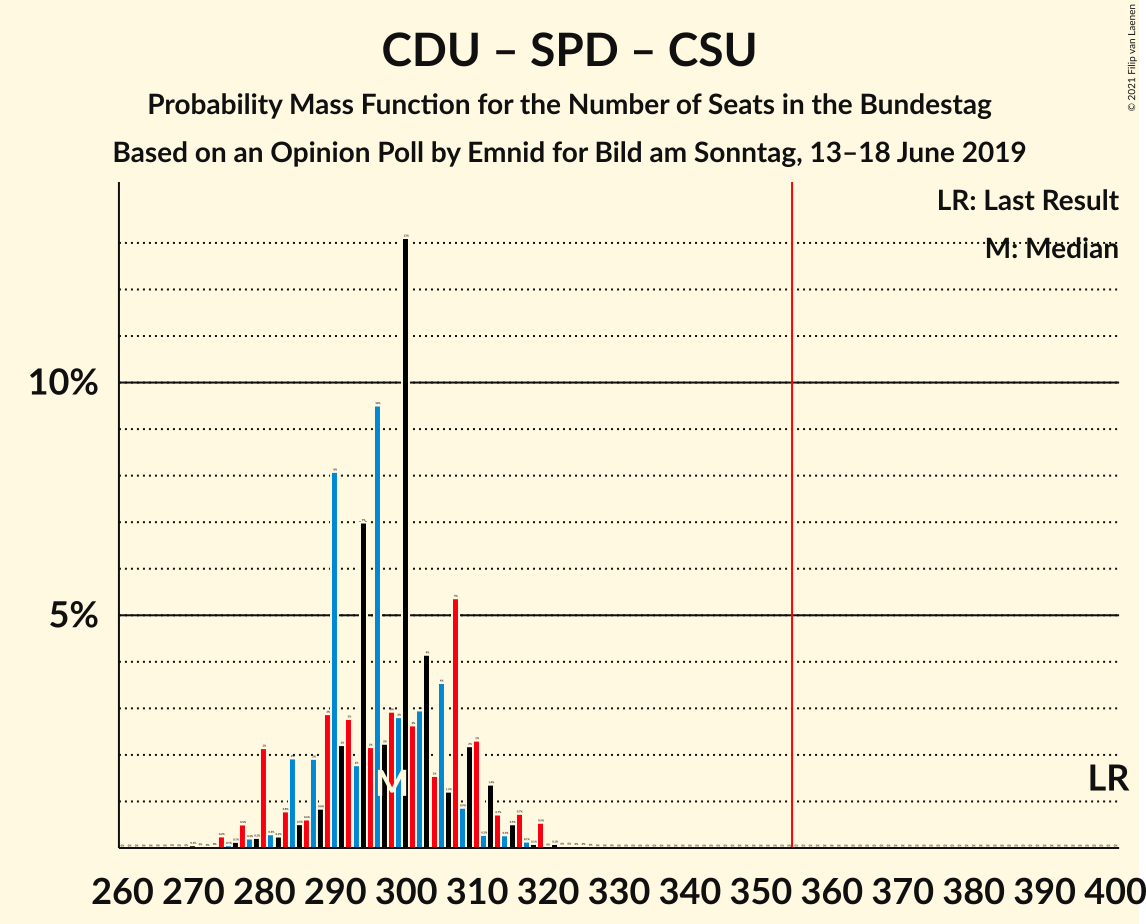 CDU – SPD – CSU
Probability Mass Function for the Number of Seats in the Bundestag
Based on an Opinion Poll by Emnid for Bild am Sonntag, 13–18 June 2019
© 2021 Filip van Laenen
LR: Last Result
M: Median
10%
5%
M
LR
260 270 280 290 300 310 320 330 340 350 360 370 380 390 400